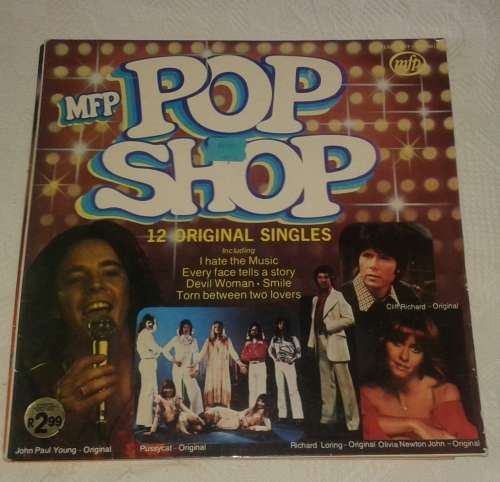 mfp
MFP
POP
SHOP
12 ORIGINAL SINGLES
Including
I hate the Music
Every face tells a story
Devil Woman • Smile
Torn between two lovers
Cliff Richard - Original
R2.99
John Paul Young - Original
Pussycat - Original
Richard Loring - Original
Olivia Newton John - Original